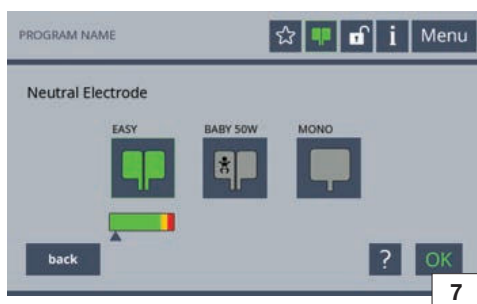 PROGRAM NAME i Menu
Neutral Electrode
EASY BABY 50W MONO
back ? OK
7